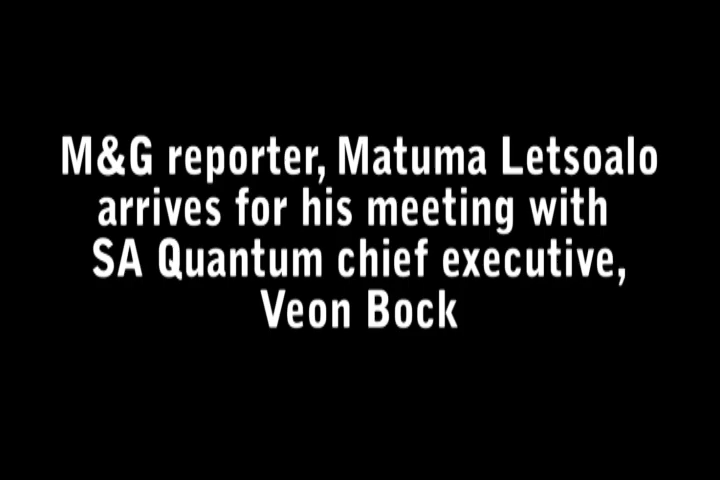 M&G reporter, Matuma Letsoalo
arrives for his meeting with
SA Quantum chief executive,
Veon Bock